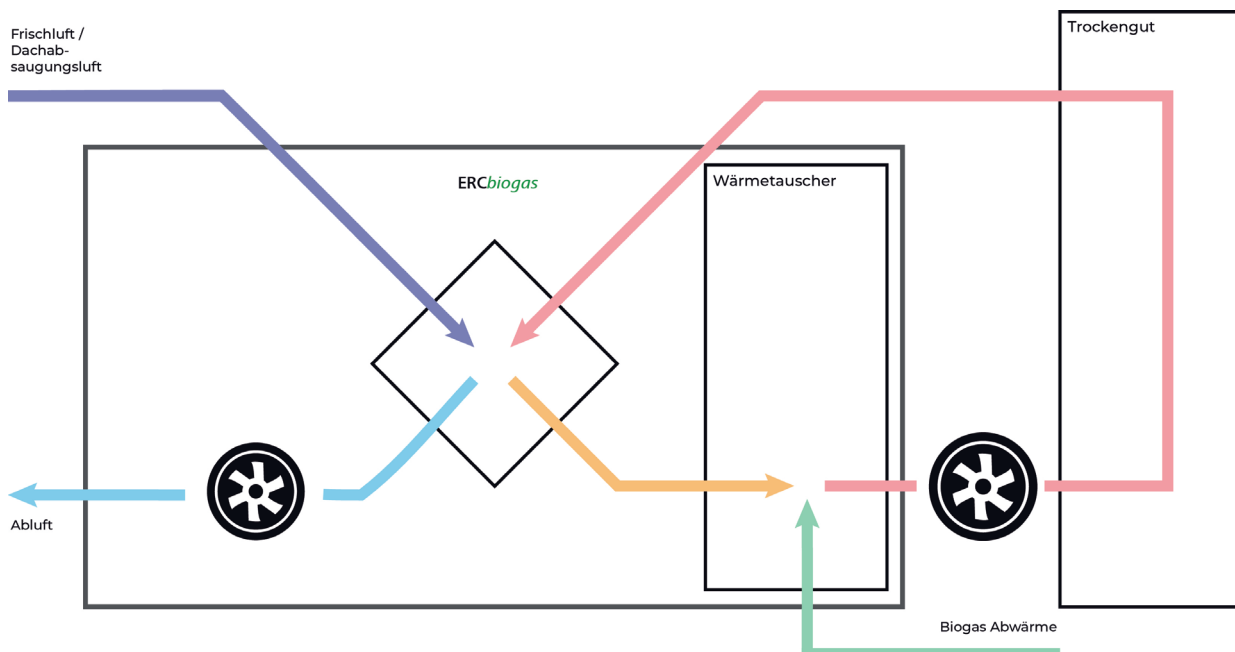 Frischluft /
Dachab-
saugungsluft
Trockengut
ERCbiogas
Wärmetauscher
Abluft
Biogas Abwärme